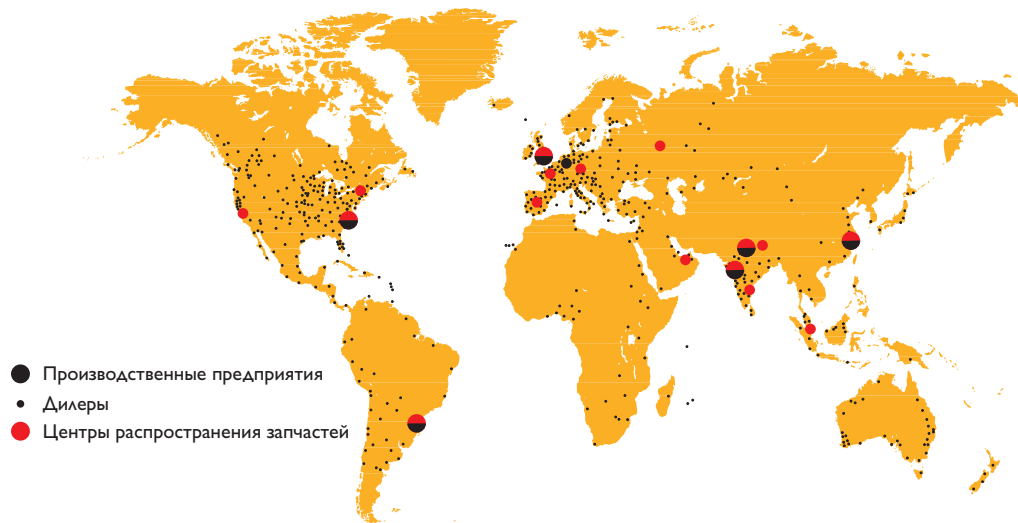 Производственные предприятия
Дилеры
Центры распространения запчастей